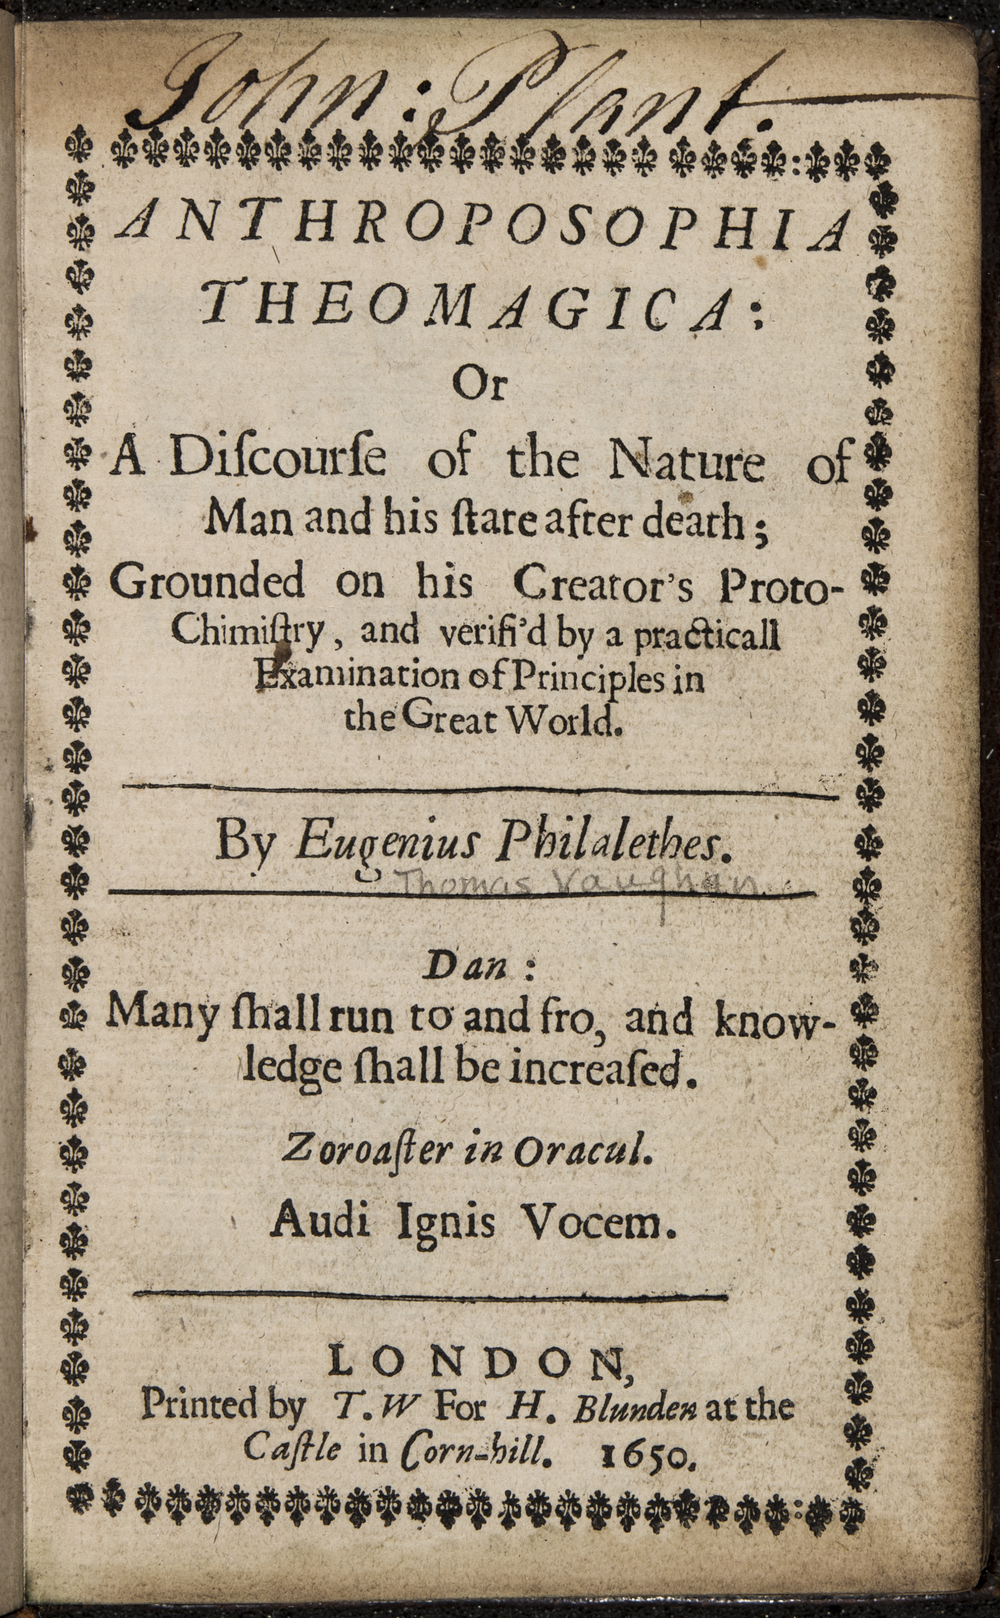 John: Plant.
ANTHROPOSOPHIA
THEOMAGICA:
Or
A Diſcourſe of the Nature of
Man and his ſtate after death;
Grounded on his Creator's Proto-
Chimiſtry, and verifi'd by a practicall
Examination of Principles in
the Great World.
By Eugenius Philalethes.
Thomas Vaughan
Dan:
Many ſhall run to and fro, and know-
ledge ſhall be increaſed.
Zoroaſter in Oracul.
Audi Ignis Vocem.
LONDON,
Printed by T.W For H. Blunden at the
Caſtle in Corn-hill. 1650.